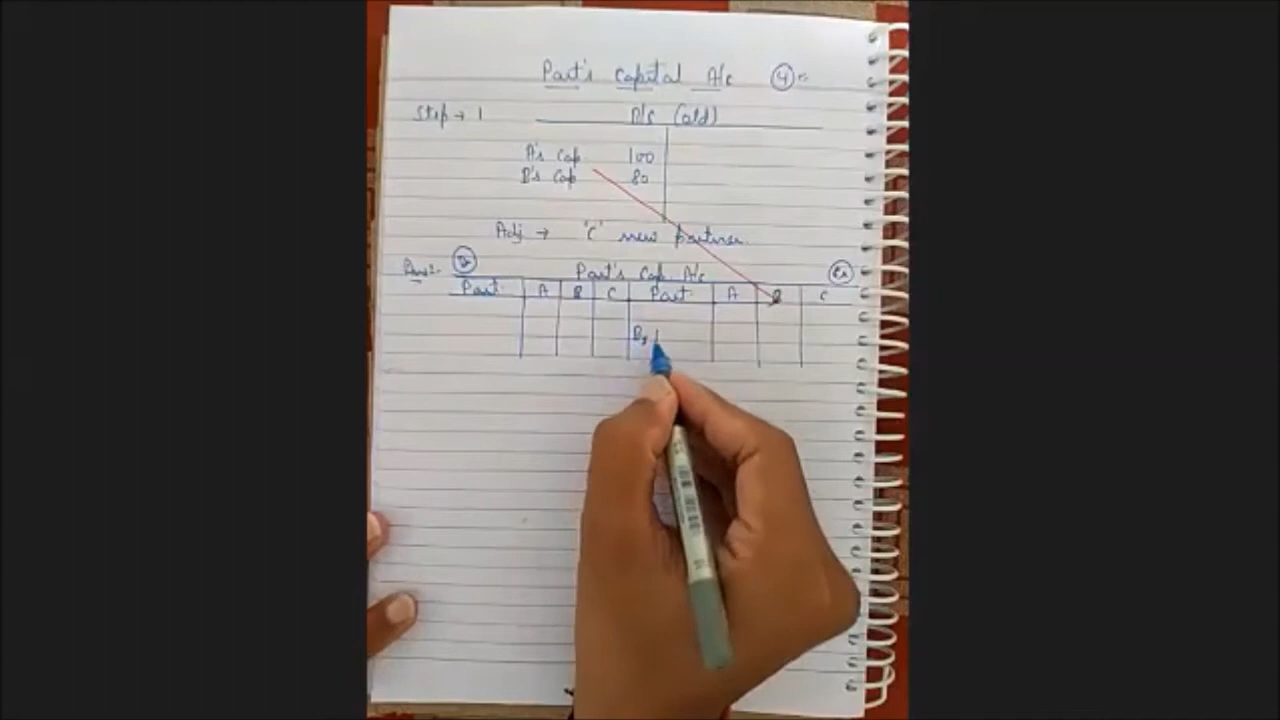 Part's Capital A/c 4
Step → 1 B/S (old)
A's Cap 100
B's Cap 80
Adj → 'C' new partner.
Ans:- Dr Part's Cap A/c Cr
Part. A B C Part. A B C
By